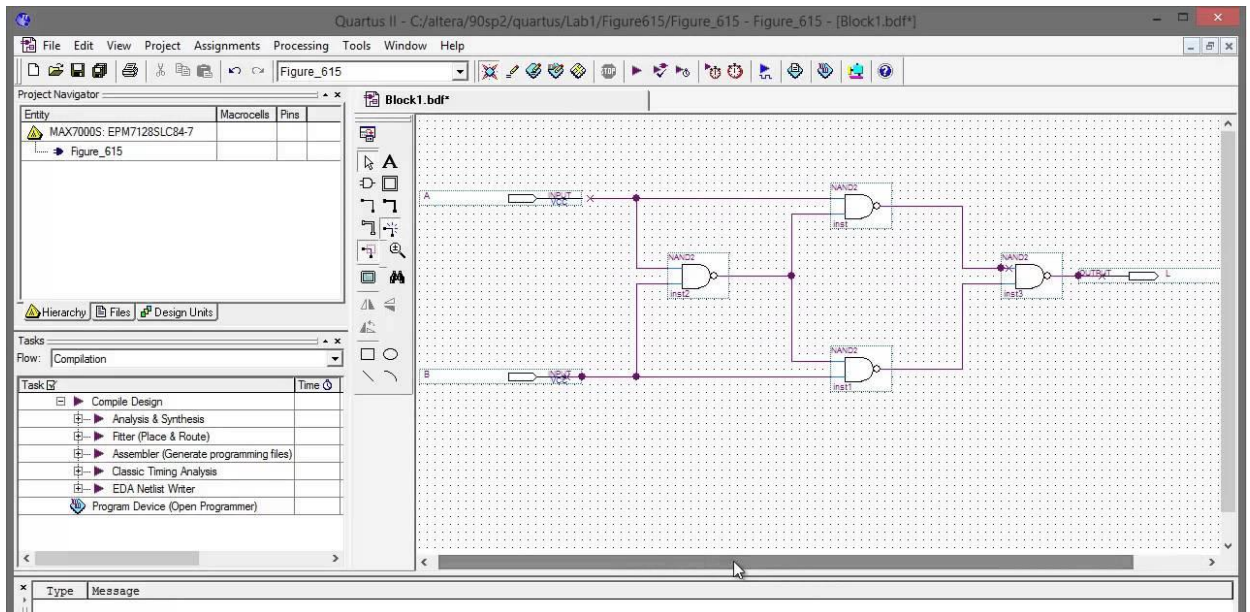 Quartus II - C:/altera/90sp2/quartus/Lab1/Figure615/Figure_615 - Figure_615 - [Block1.bdf*]
File Edit View Project Assignments Processing Tools Window Help
Figure_615
Project Navigator
Entity Macrocells Pins
MAX7000S: EPM7128SLC84-7
Figure_615
Hierarchy Files Design Units
Tasks
Flow: Compilation
Task Time
Compile Design
Analysis & Synthesis
Fitter (Place & Route)
Assembler (Generate programming files)
Classic Timing Analysis
EDA Netlist Writer
Program Device (Open Programmer)
Block1.bdf*
A INPUT
VCC
NAND2
inst
NAND2
inst2
NAND2
inst3
OUTPUT L
B INPUT
VCC
NAND2
inst1
Type Message